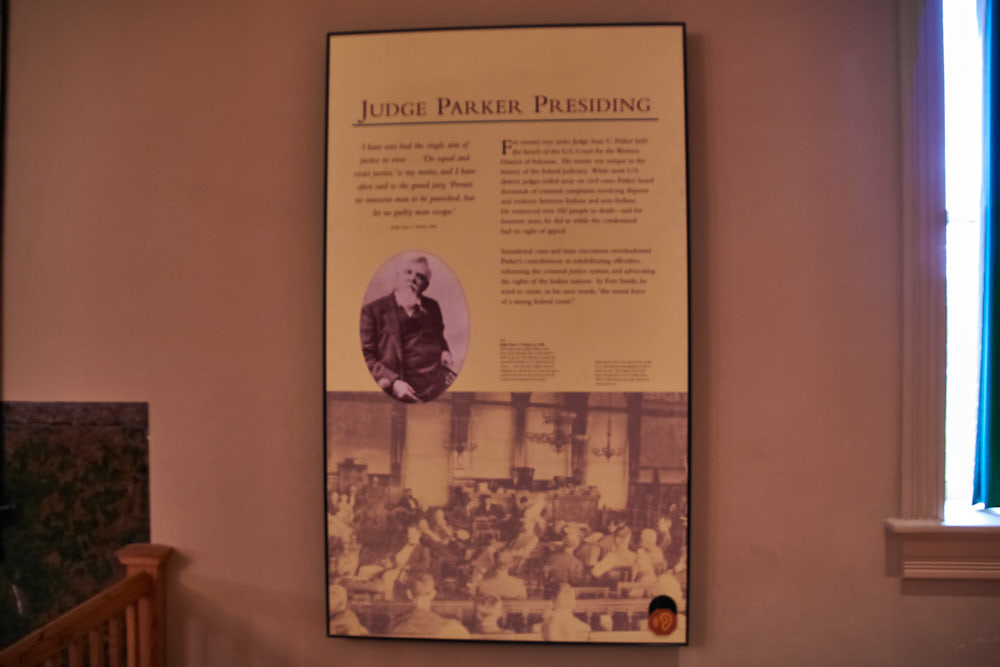 JUDGE PARKER PRESIDING
I have ever had the single aim of
justice in view . . . 'Do equal and
exact justice,' is my motto, and I have
often said to the grand jury, 'Permit
no innocent man to be punished, but
let no guilty man escape.'
For twenty-one years, Judge Isaac C. Parker held
the bench of the U.S. Court for the Western
District of Arkansas. His tenure was unique in the
history of the federal judiciary. While most U.S.
district judges toiled away on civil cases, Parker heard
thousands of criminal complaints involving disputes
and violence between Indians and non-Indians.
He sentenced over 150 people to death—and for
fourteen years, he did so while the condemned
had no right of appeal.
Sensational cases and mass executions overshadowed
Parker's contributions to rehabilitating offenders,
reforming the criminal justice system, and advocating
the rights of the Indian nations. In Fort Smith, he
tried to create, in his own words, "the moral force
of a strong federal court."